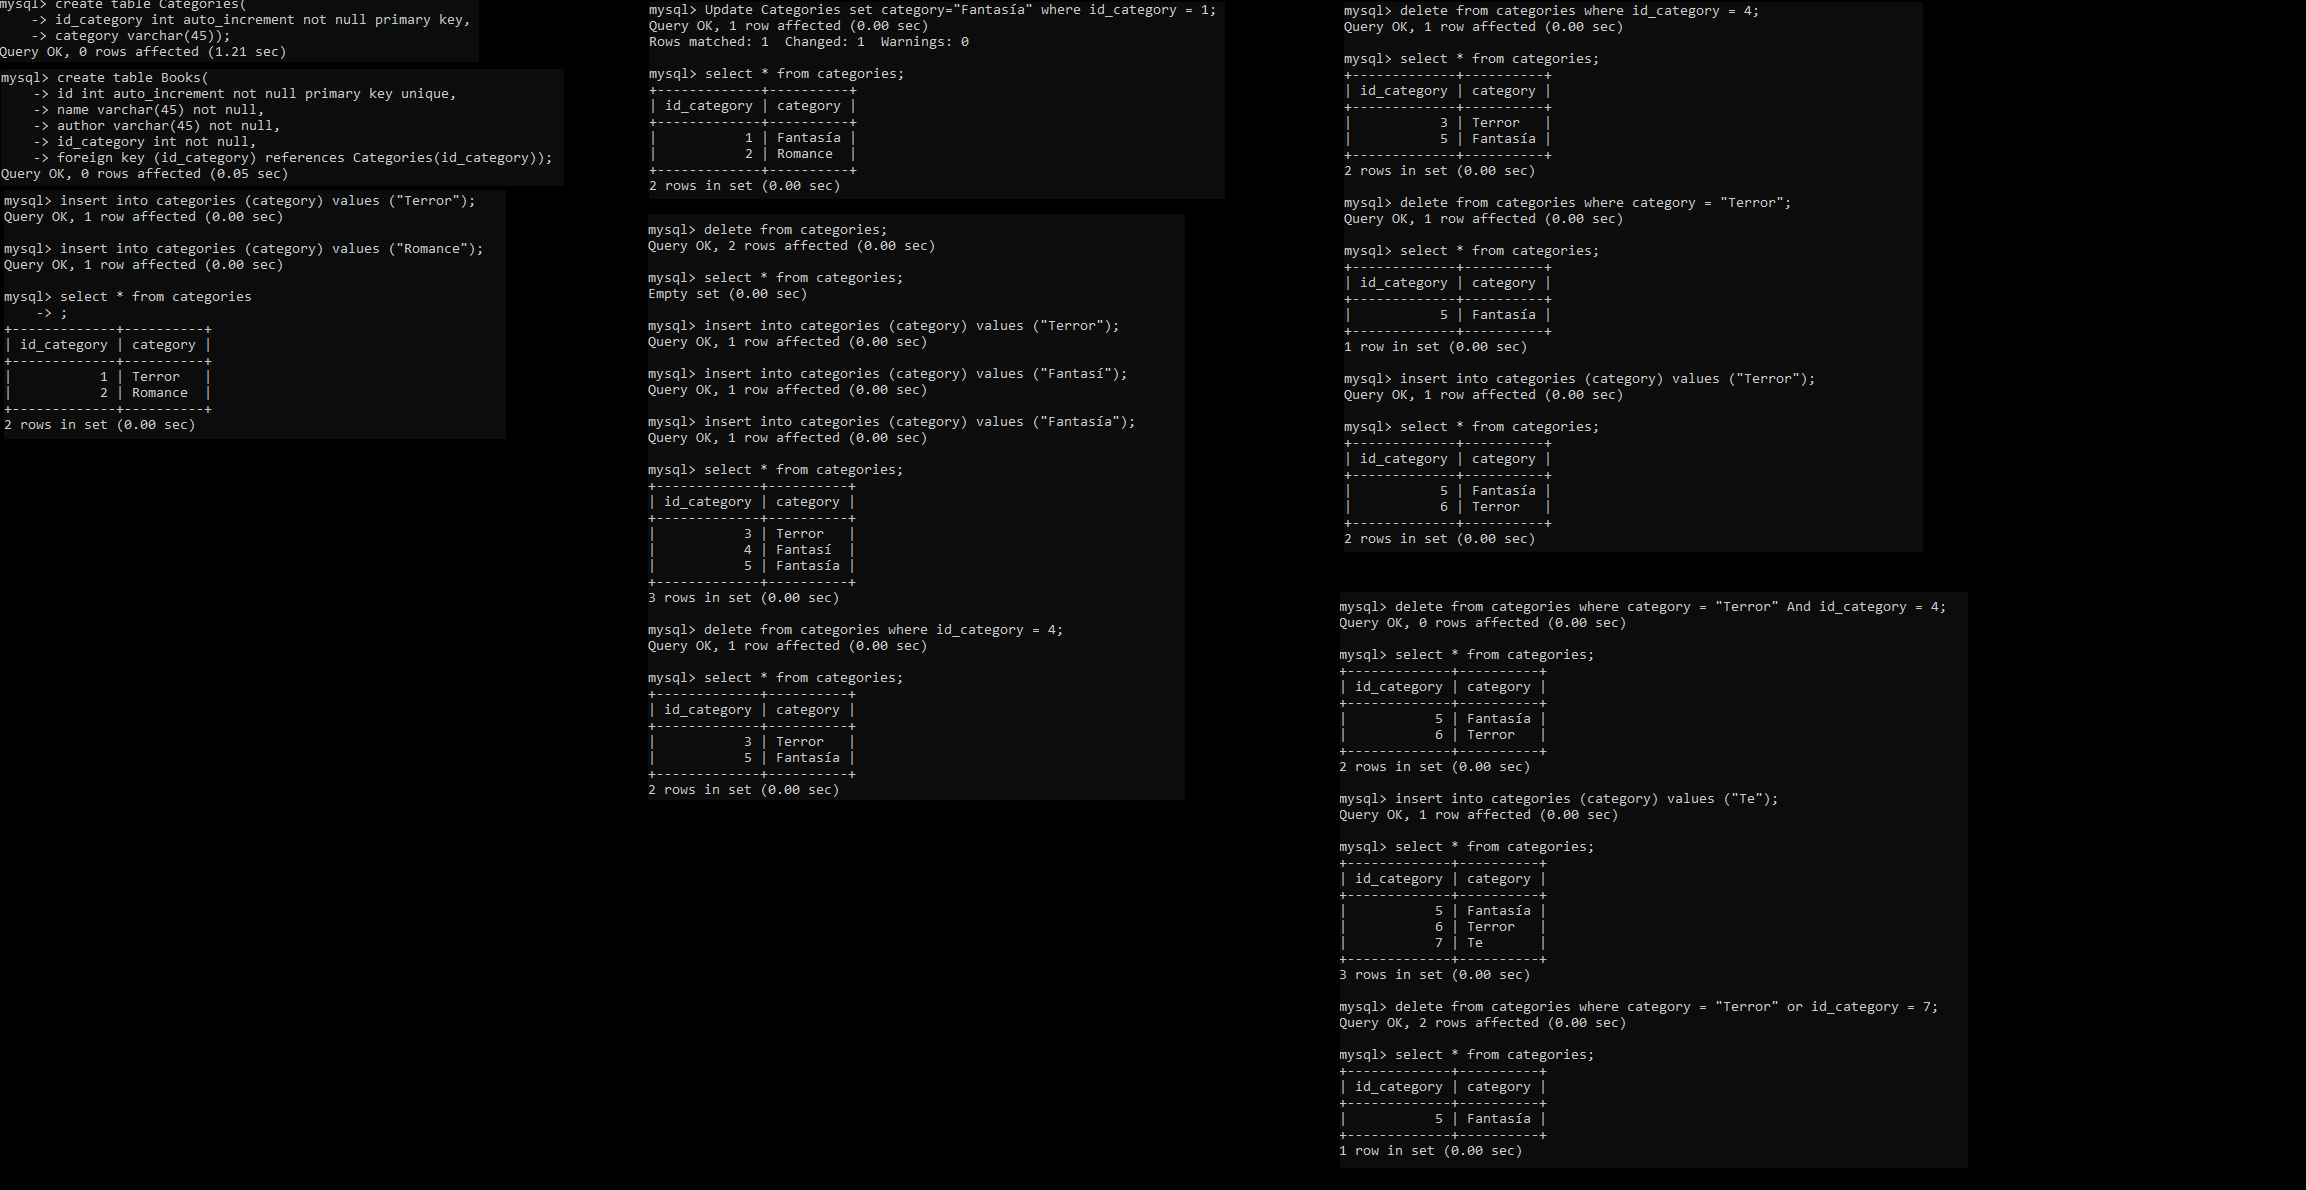 mysql> create table Categories(
    -> id_category int auto_increment not null primary key,
    -> category varchar(45));
Query OK, 0 rows affected (1.21 sec)
mysql> create table Books(
    -> id int auto_increment not null primary key unique,
    -> name varchar(45) not null,
    -> author varchar(45) not null,
    -> id_category int not null,
    -> foreign key (id_category) references Categories(id_category));
Query OK, 0 rows affected (0.05 sec)
mysql> insert into categories (category) values ("Terror");
Query OK, 1 row affected (0.00 sec)
mysql> insert into categories (category) values ("Romance");
Query OK, 1 row affected (0.00 sec)
mysql> select * from categories
    -> ;
+-------------+----------+
| id_category | category |
+-------------+----------+
|           1 | Terror   |
|           2 | Romance  |
+-------------+----------+
2 rows in set (0.00 sec)
mysql> Update Categories set category="Fantasía" where id_category = 1;
Query OK, 1 row affected (0.00 sec)
Rows matched: 1  Changed: 1  Warnings: 0
mysql> select * from categories;
+-------------+----------+
| id_category | category |
+-------------+----------+
|           1 | Fantasía |
|           2 | Romance  |
+-------------+----------+
2 rows in set (0.00 sec)
mysql> delete from categories;
Query OK, 2 rows affected (0.00 sec)
mysql> select * from categories;
Empty set (0.00 sec)
mysql> insert into categories (category) values ("Terror");
Query OK, 1 row affected (0.00 sec)
mysql> insert into categories (category) values ("Fantasí");
Query OK, 1 row affected (0.00 sec)
mysql> insert into categories (category) values ("Fantasía");
Query OK, 1 row affected (0.00 sec)
mysql> select * from categories;
+-------------+----------+
| id_category | category |
+-------------+----------+
|           3 | Terror   |
|           4 | Fantasí  |
|           5 | Fantasía |
+-------------+----------+
3 rows in set (0.00 sec)
mysql> delete from categories where id_category = 4;
Query OK, 1 row affected (0.00 sec)
mysql> select * from categories;
+-------------+----------+
| id_category | category |
+-------------+----------+
|           3 | Terror   |
|           5 | Fantasía |
+-------------+----------+
2 rows in set (0.00 sec)
mysql> delete from categories where id_category = 4;
Query OK, 1 row affected (0.00 sec)
mysql> select * from categories;
+-------------+----------+
| id_category | category |
+-------------+----------+
|           3 | Terror   |
|           5 | Fantasía |
+-------------+----------+
2 rows in set (0.00 sec)
mysql> delete from categories where category = "Terror";
Query OK, 1 row affected (0.00 sec)
mysql> select * from categories;
+-------------+----------+
| id_category | category |
+-------------+----------+
|           5 | Fantasía |
+-------------+----------+
1 row in set (0.00 sec)
mysql> insert into categories (category) values ("Terror");
Query OK, 1 row affected (0.00 sec)
mysql> select * from categories;
+-------------+----------+
| id_category | category |
+-------------+----------+
|           5 | Fantasía |
|           6 | Terror   |
+-------------+----------+
2 rows in set (0.00 sec)
mysql> delete from categories where category = "Terror" And id_category = 4;
Query OK, 0 rows affected (0.00 sec)
mysql> select * from categories;
+-------------+----------+
| id_category | category |
+-------------+----------+
|           5 | Fantasía |
|           6 | Terror   |
+-------------+----------+
2 rows in set (0.00 sec)
mysql> insert into categories (category) values ("Te");
Query OK, 1 row affected (0.00 sec)
mysql> select * from categories;
+-------------+----------+
| id_category | category |
+-------------+----------+
|           5 | Fantasía |
|           6 | Terror   |
|           7 | Te       |
+-------------+----------+
3 rows in set (0.00 sec)
mysql> delete from categories where category = "Terror" or id_category = 7;
Query OK, 2 rows affected (0.00 sec)
mysql> select * from categories;
+-------------+----------+
| id_category | category |
+-------------+----------+
|           5 | Fantasía |
+-------------+----------+
1 row in set (0.00 sec)